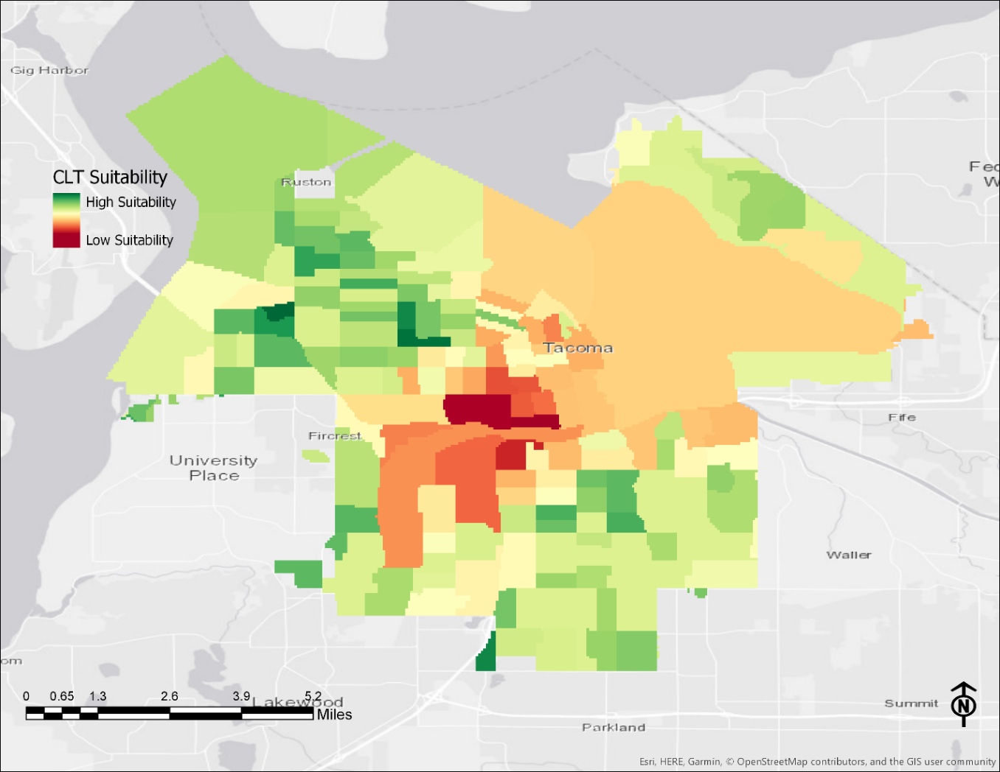 Gig Harbor
Fed
W
CLT Suitability
Ruston
High Suitability
Low Suitability
Tacoma
Fife
Fircrest
University
Place
Waller
om
0 0.65 1.3 2.6 3.9 5.2
Lakewood
Miles
Summit
N
Parkland
Esri, HERE, Garmin, © OpenStreetMap contributors, and the GIS user community